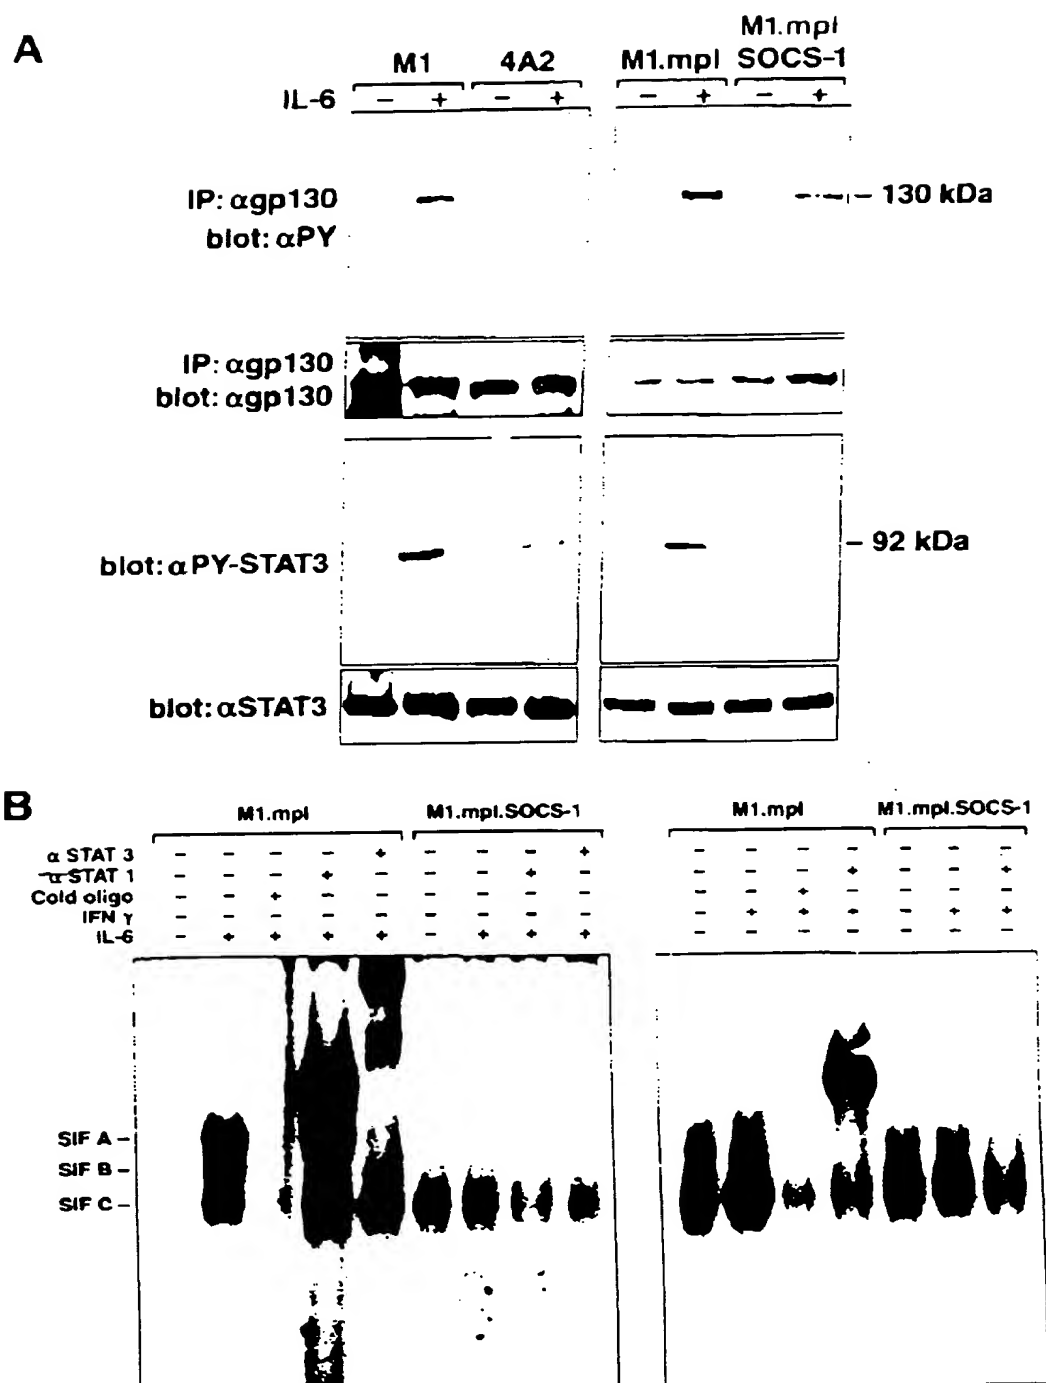 A
M1
4A2
M1.mpl
M1.mpl
SOCS-1
IL-6 − + − + − + − +
IP: αgp130
blot: αPY
– 130 kDa
IP: αgp130
blot: αgp130
blot: αPY-STAT3
– 92 kDa
blot: αSTAT3
B
M1.mpl
M1.mpl.SOCS-1
M1.mpl
M1.mpl.SOCS-1
α STAT 3 − − − − + − − − + − − − − − − −
α STAT 1 − − − + − − − + − − − − + − − +
Cold oligo − − + − − − − − − − − + − − − −
IFN γ − − − − − − − − − − + + + − + +
IL-6 − + + + + − + + + − − − − − − −
SIF A –
SIF B –
SIF C –